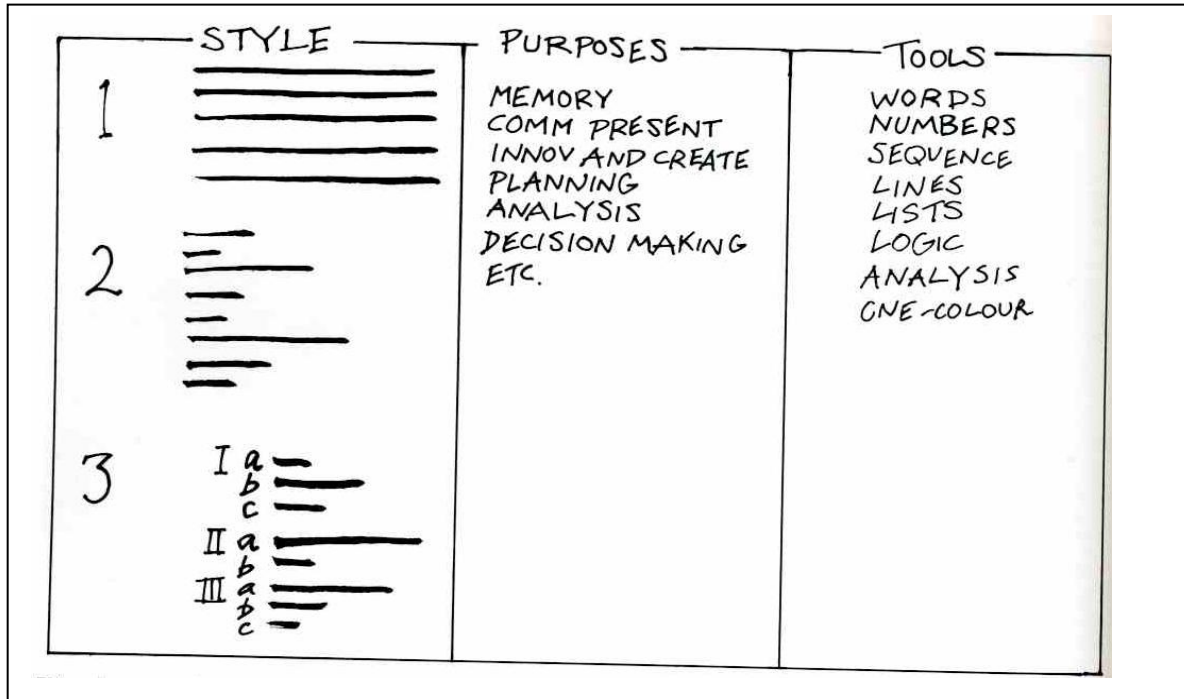 STYLE
1
2
3
I a
b
c
II a
b
III a
b
c
PURPOSES
MEMORY
COMM PRESENT
INNOV AND CREATE
PLANNING
ANALYSIS
DECISION MAKING
ETC.
TOOLS
WORDS
NUMBERS
SEQUENCE
LINES
LISTS
LOGIC
ANALYSIS
ONE-COLOUR